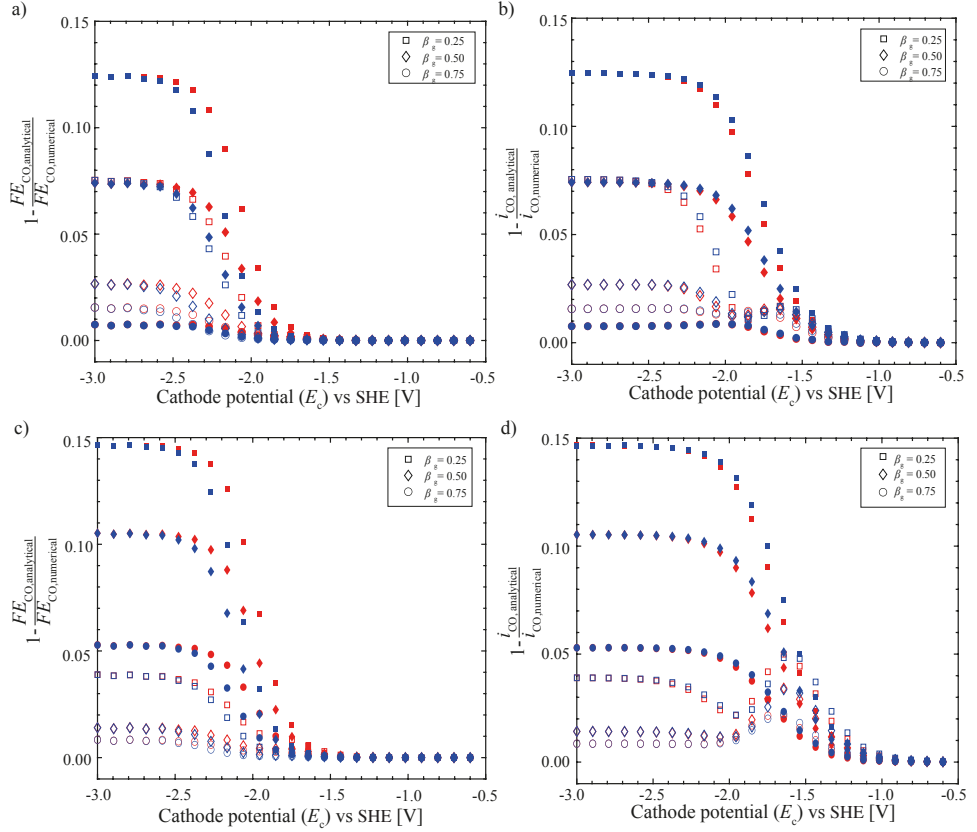 a)
1-FE_CO,analytical/FE_CO,numerical
0.15
0.10
0.05
0.00
β_g = 0.25
β_g = 0.50
β_g = 0.75
-3.0 -2.5 -2.0 -1.5 -1.0 -0.5
Cathode potential (E_c) vs SHE [V]
b)
1-i_CO, analytical/i_CO,numerical
0.15
0.10
0.05
0.00
β_g = 0.25
β_g = 0.50
β_g = 0.75
-3.0 -2.5 -2.0 -1.5 -1.0 -0.5
Cathode potential (E_c) vs SHE [V]
c)
1-FE_CO,analytical/FE_CO,numerical
0.15
0.10
0.05
0.00
β_g = 0.25
β_g = 0.50
β_g = 0.75
-3.0 -2.5 -2.0 -1.5 -1.0 -0.5
Cathode potential (E_c) vs SHE [V]
d)
1-i_CO, analytical/i_CO,numerical
0.15
0.10
0.05
0.00
β_g = 0.25
β_g = 0.50
β_g = 0.75
-3.0 -2.5 -2.0 -1.5 -1.0 -0.5
Cathode potential (E_c) vs SHE [V]